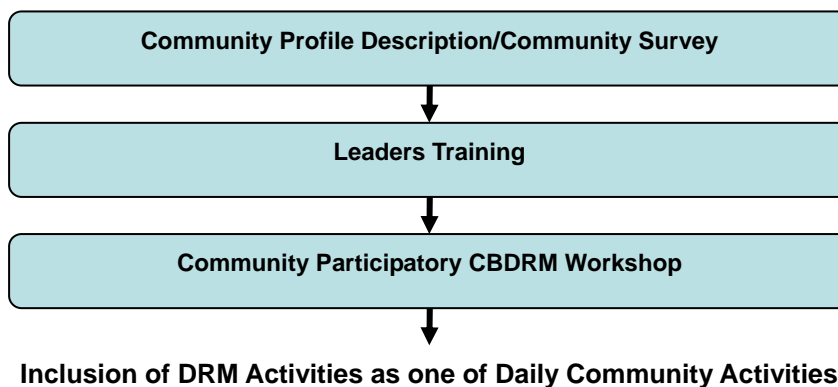 Community Profile Description/Community Survey
Leaders Training
Community Participatory CBDRM Workshop
Inclusion of DRM Activities as one of Daily Community Activities